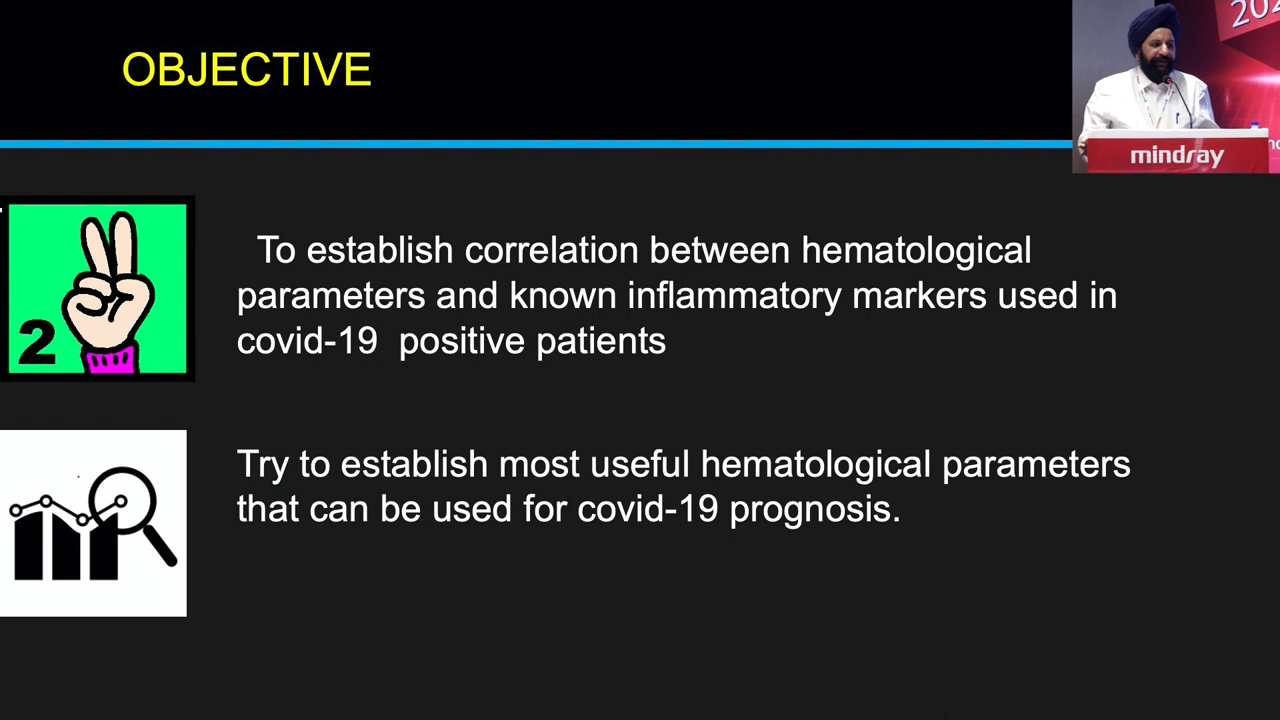 OBJECTIVE
202
mindray
2
To establish correlation between hematological
parameters and known inflammatory markers used in
covid-19 positive patients
Try to establish most useful hematological parameters
that can be used for covid-19 prognosis.